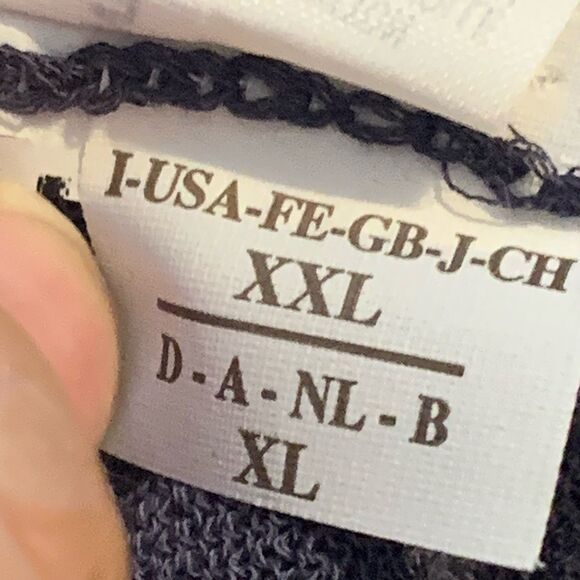 I-USA-FE-GB-J-CH
XXL
D - A - NL - B
XL